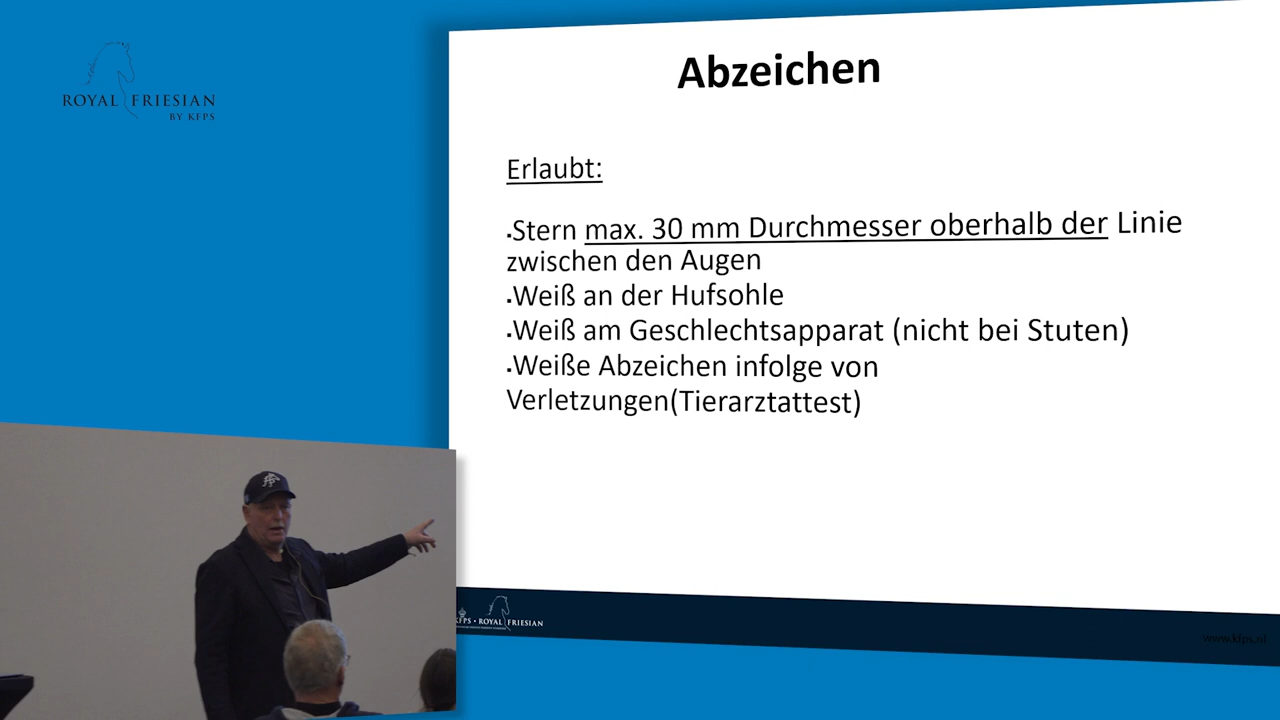 ROYAL FRIESIAN
BY KFPS
Abzeichen
Erlaubt:
▪Stern max. 30 mm Durchmesser oberhalb der Linie
zwischen den Augen
▪Weiß an der Hufsohle
▪Weiß am Geschlechtsapparat (nicht bei Stuten)
▪Weiße Abzeichen infolge von
Verletzungen(Tierarztattest)
KFPS • ROYAL FRIESIAN
www.kfps.nl